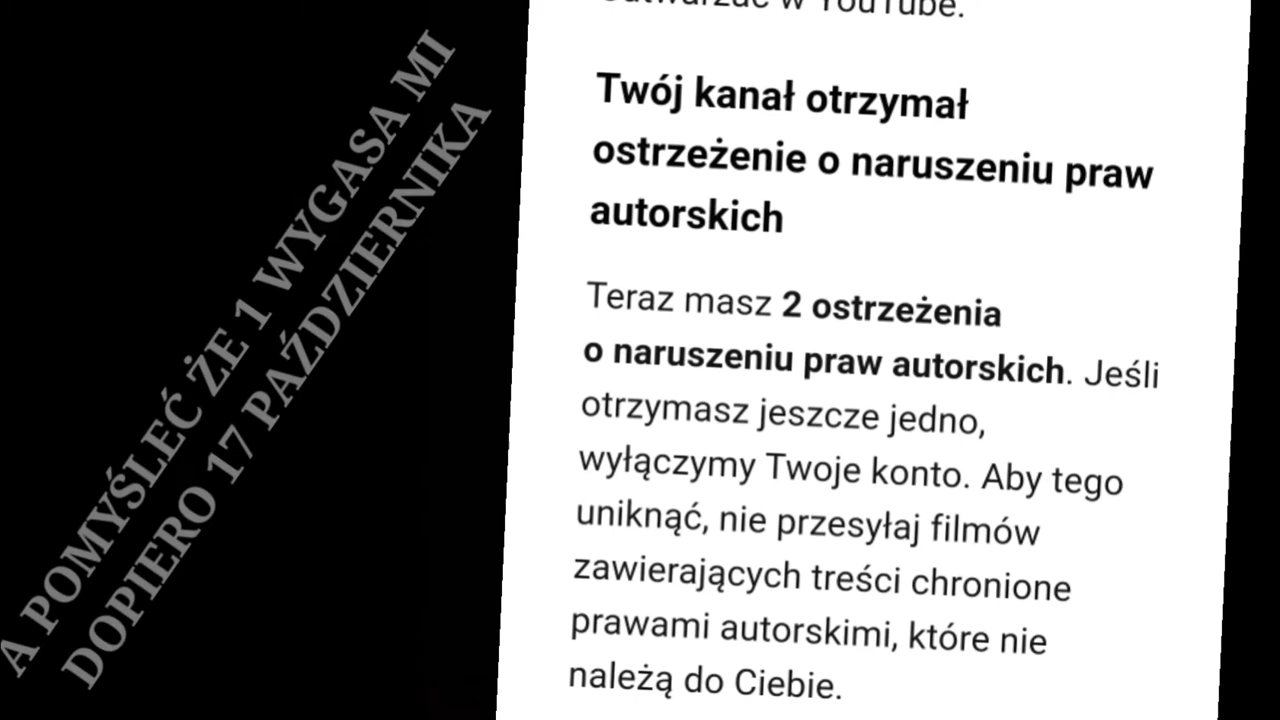 A POMYŚLEĆ ŻE 1 WYGASA MI
DOPIERO 17 PAŹDZIERNIKA
w YouTube.
Twój kanał otrzymał
ostrzeżenie o naruszeniu praw
autorskich
Teraz masz 2 ostrzeżenia
o naruszeniu praw autorskich. Jeśli
otrzymasz jeszcze jedno,
wyłączymy Twoje konto. Aby tego
uniknąć, nie przesyłaj filmów
zawierających treści chronione
prawami autorskimi, które nie
należą do Ciebie.